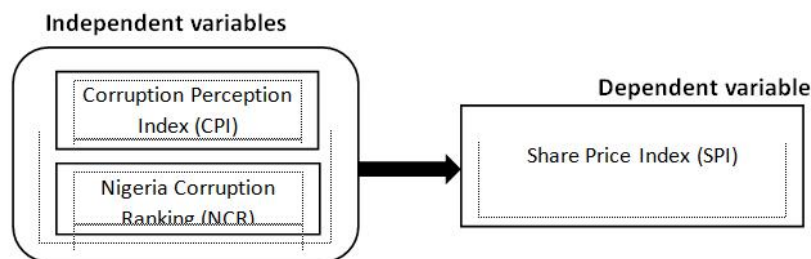 Independent variables
Corruption Perception
Index (CPI)
Nigeria Corruption
Ranking (NCR)
Dependent variable
Share Price Index (SPI)